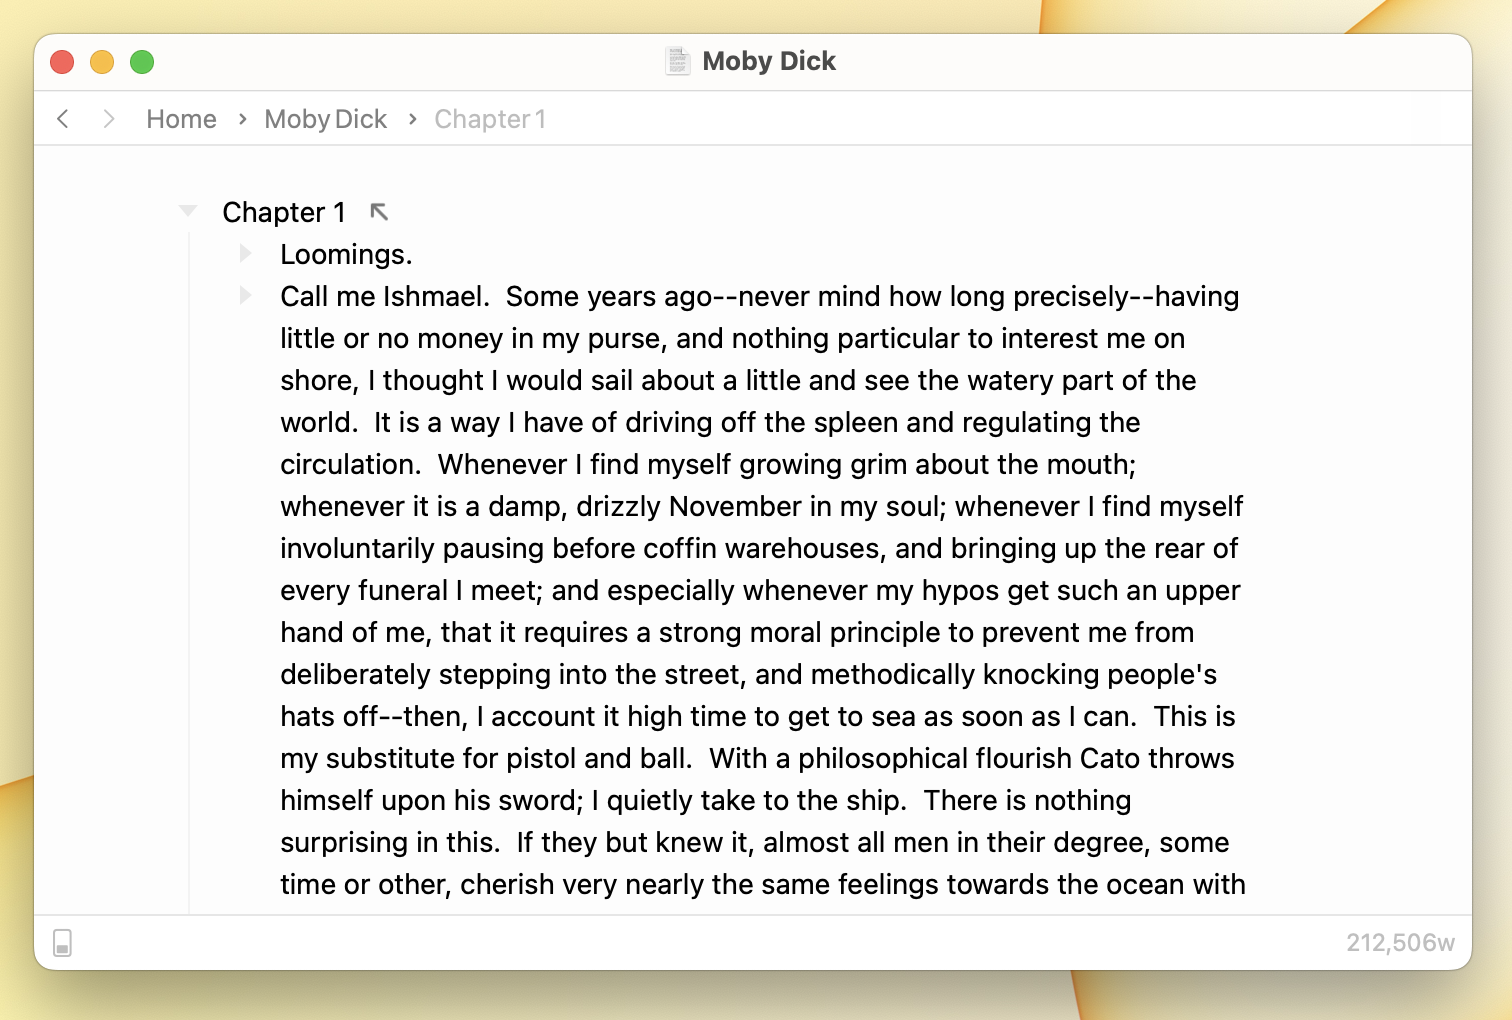 Moby Dick
Home › Moby Dick › Chapter 1
Chapter 1
Loomings.
Call me Ishmael.  Some years ago--never mind how long precisely--having
little or no money in my purse, and nothing particular to interest me on
shore, I thought I would sail about a little and see the watery part of the
world.  It is a way I have of driving off the spleen and regulating the
circulation.  Whenever I find myself growing grim about the mouth;
whenever it is a damp, drizzly November in my soul; whenever I find myself
involuntarily pausing before coffin warehouses, and bringing up the rear of
every funeral I meet; and especially whenever my hypos get such an upper
hand of me, that it requires a strong moral principle to prevent me from
deliberately stepping into the street, and methodically knocking people's
hats off--then, I account it high time to get to sea as soon as I can.  This is
my substitute for pistol and ball.  With a philosophical flourish Cato throws
himself upon his sword; I quietly take to the ship.  There is nothing
surprising in this.  If they but knew it, almost all men in their degree, some
time or other, cherish very nearly the same feelings towards the ocean with
212,506w